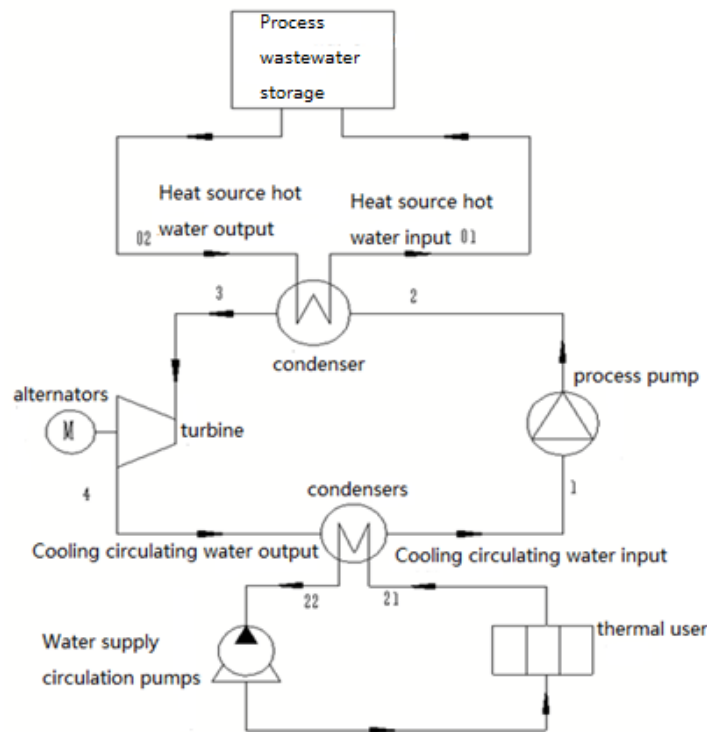 Process
wastewater
storage
Heat source hot
water output
Heat source hot
water input 01
02
3
2
condenser
process pump
alternators
M
turbine
4
condensers
1
Cooling circulating water output
Cooling circulating water input
22
21
Water supply
circulation pumps
thermal user